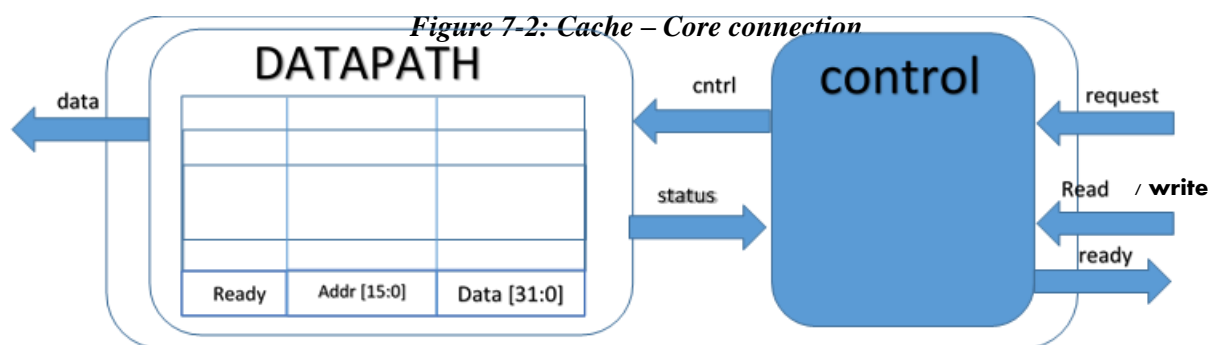 Figure 7-2: Cache – Core connection
DATAPATH
control
data
cntrl
request
status
Read / write
ready
Ready Addr [15:0] Data [31:0]